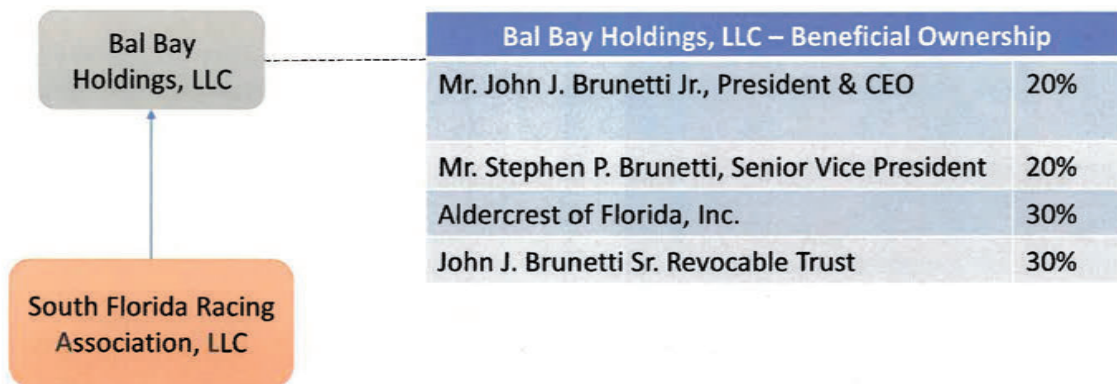 Bal Bay
Holdings, LLC
Bal Bay Holdings, LLC – Beneficial Ownership
Mr. John J. Brunetti Jr., President & CEO 20%
Mr. Stephen P. Brunetti, Senior Vice President 20%
Aldercrest of Florida, Inc. 30%
John J. Brunetti Sr. Revocable Trust 30%
South Florida Racing
Association, LLC